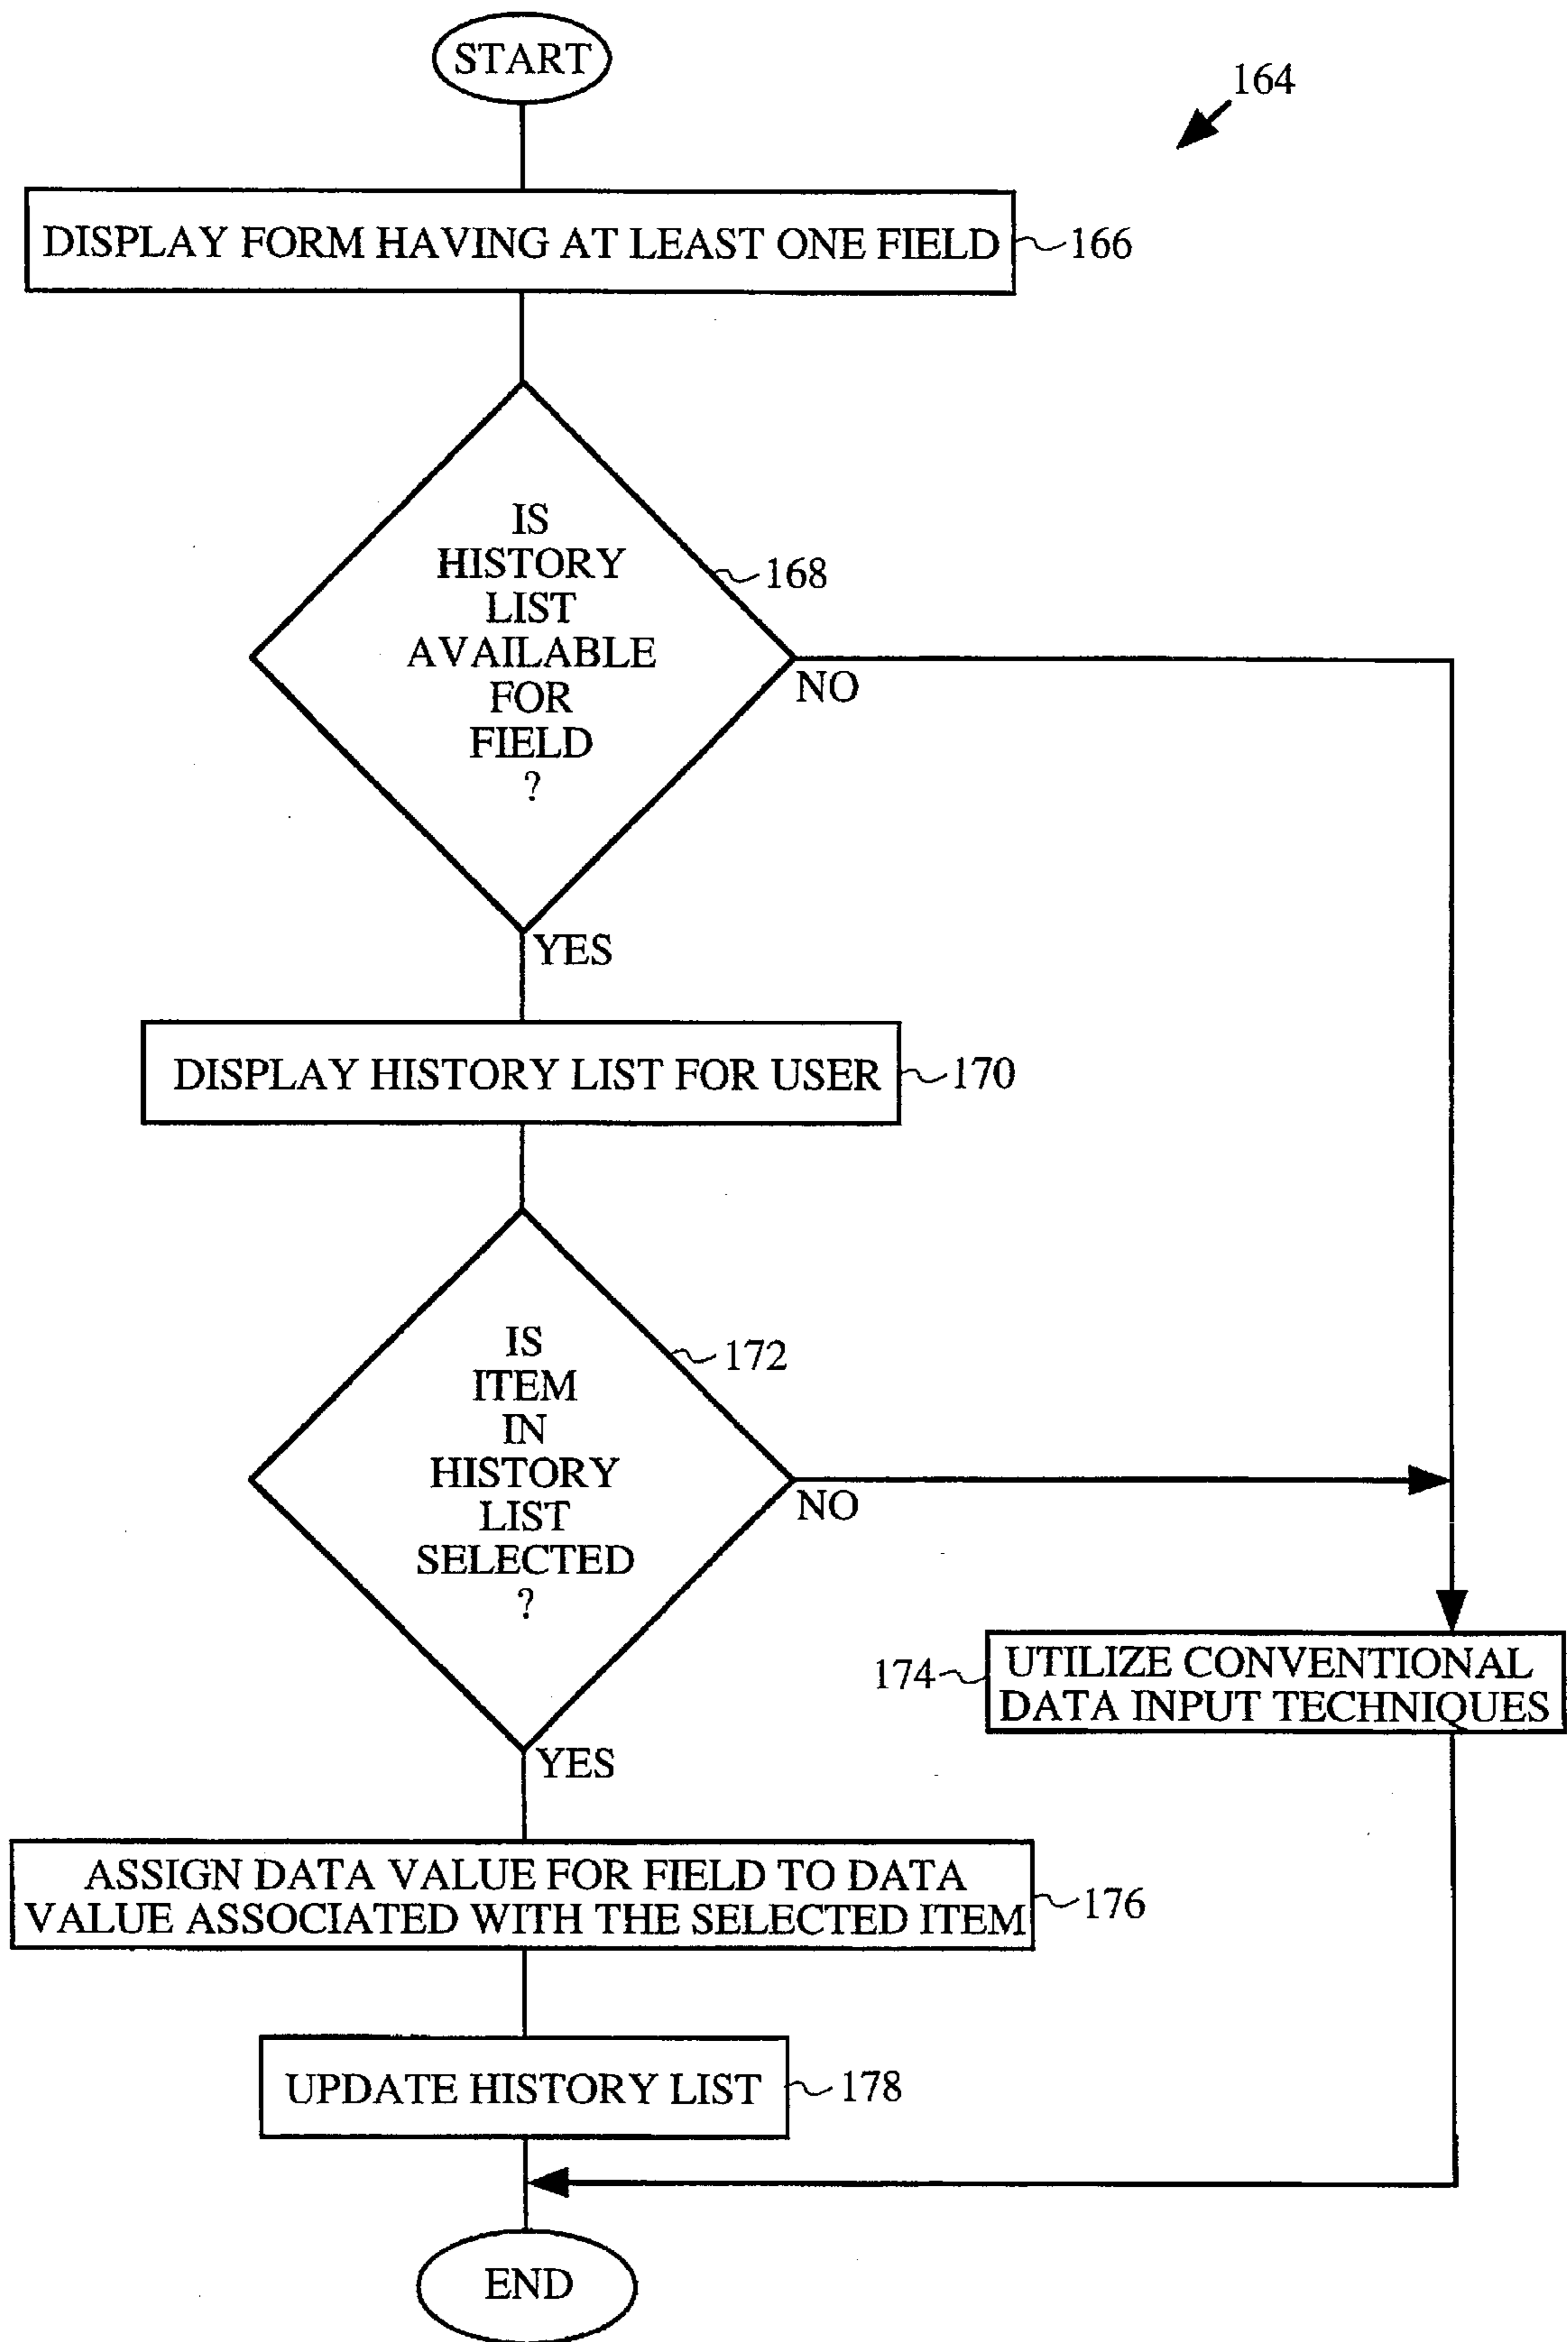 START
164
DISPLAY FORM HAVING AT LEAST ONE FIELD
166
IS
HISTORY
LIST
AVAILABLE
FOR
FIELD
?
168
NO
YES
DISPLAY HISTORY LIST FOR USER
170
IS
ITEM
IN
HISTORY
LIST
SELECTED
?
172
NO
YES
174
UTILIZE CONVENTIONAL
DATA INPUT TECHNIQUES
ASSIGN DATA VALUE FOR FIELD TO DATA
VALUE ASSOCIATED WITH THE SELECTED ITEM
176
UPDATE HISTORY LIST
178
END